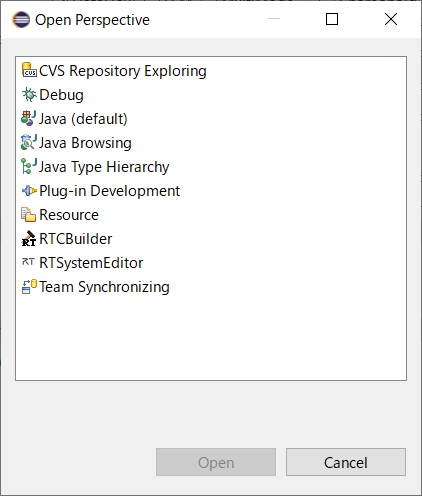 Open Perspective
CVS Repository Exploring
Debug
Java (default)
Java Browsing
Java Type Hierarchy
Plug-in Development
Resource
RTCBuilder
RTSystemEditor
Team Synchronizing
Open
Cancel